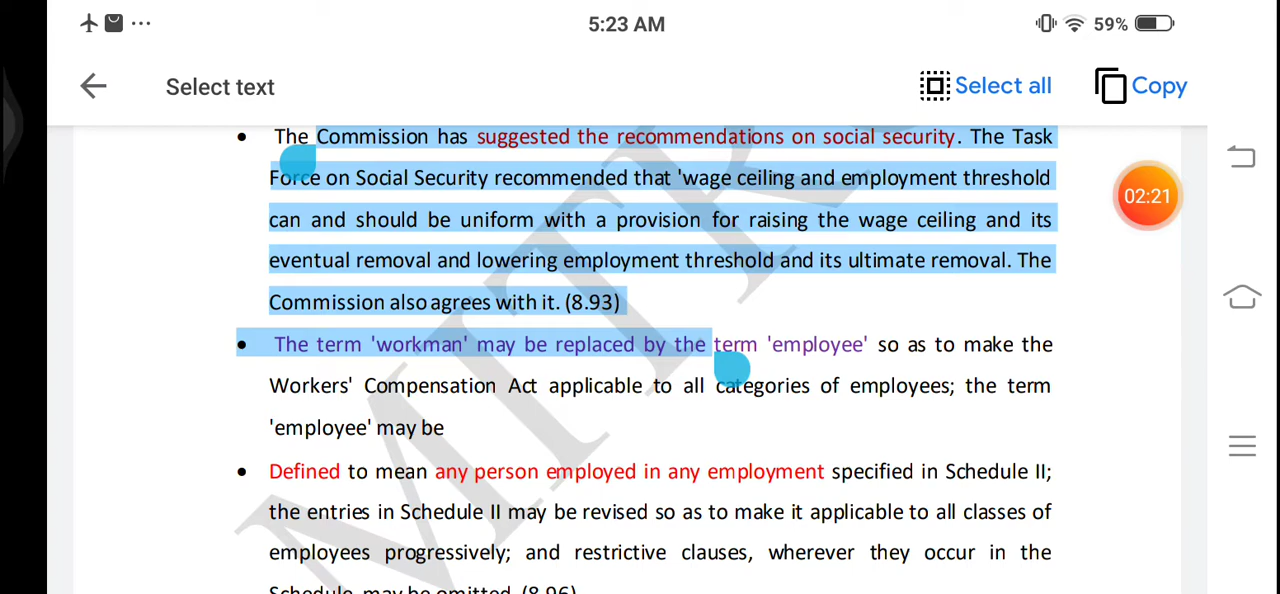 5:23 AM
59%
Select text
Select all
Copy
• The Commission has suggested the recommendations on social security. The Task
Force on Social Security recommended that 'wage ceiling and employment threshold
02:21
can and should be uniform with a provision for raising the wage ceiling and its
eventual removal and lowering employment threshold and its ultimate removal. The
Commission also agrees with it. (8.93)
• The term 'workman' may be replaced by the term 'employee' so as to make the
Workers' Compensation Act applicable to all categories of employees; the term
'employee' may be
• Defined to mean any person employed in any employment specified in Schedule II;
the entries in Schedule II may be revised so as to make it applicable to all classes of
employees progressively; and restrictive clauses, wherever they occur in the
Schedule, may be omitted. (8.96)